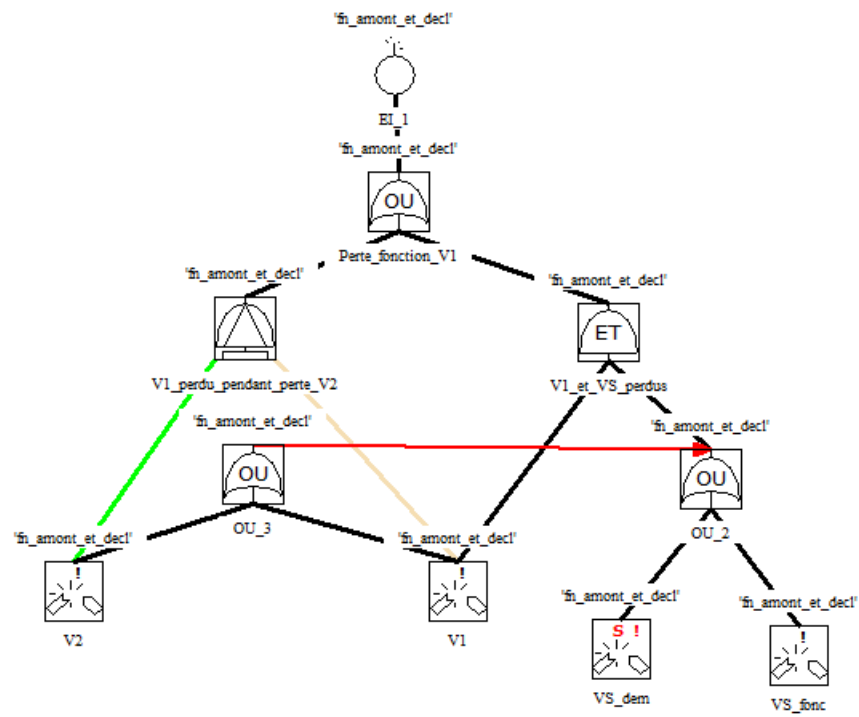 'fn_amont_et_decl'
EI_1
'fn_amont_et_decl'
OU
Perte_fonction_V1
'fn_amont_et_decl'
'fn_amont_et_decl'
ET
V1_perdu_pendant_perte_V2
V1_et_VS_perdus
'fn_amont_et_decl'
'fn_amont_et_decl'
OU
OU
OU_3
OU_2
'fn_amont_et_decl'
'fn_amont_et_decl'
!
!
V2
V1
'fn_amont_et_decl'
'fn_amont_et_decl'
S !
!
VS_dem
VS_fonc